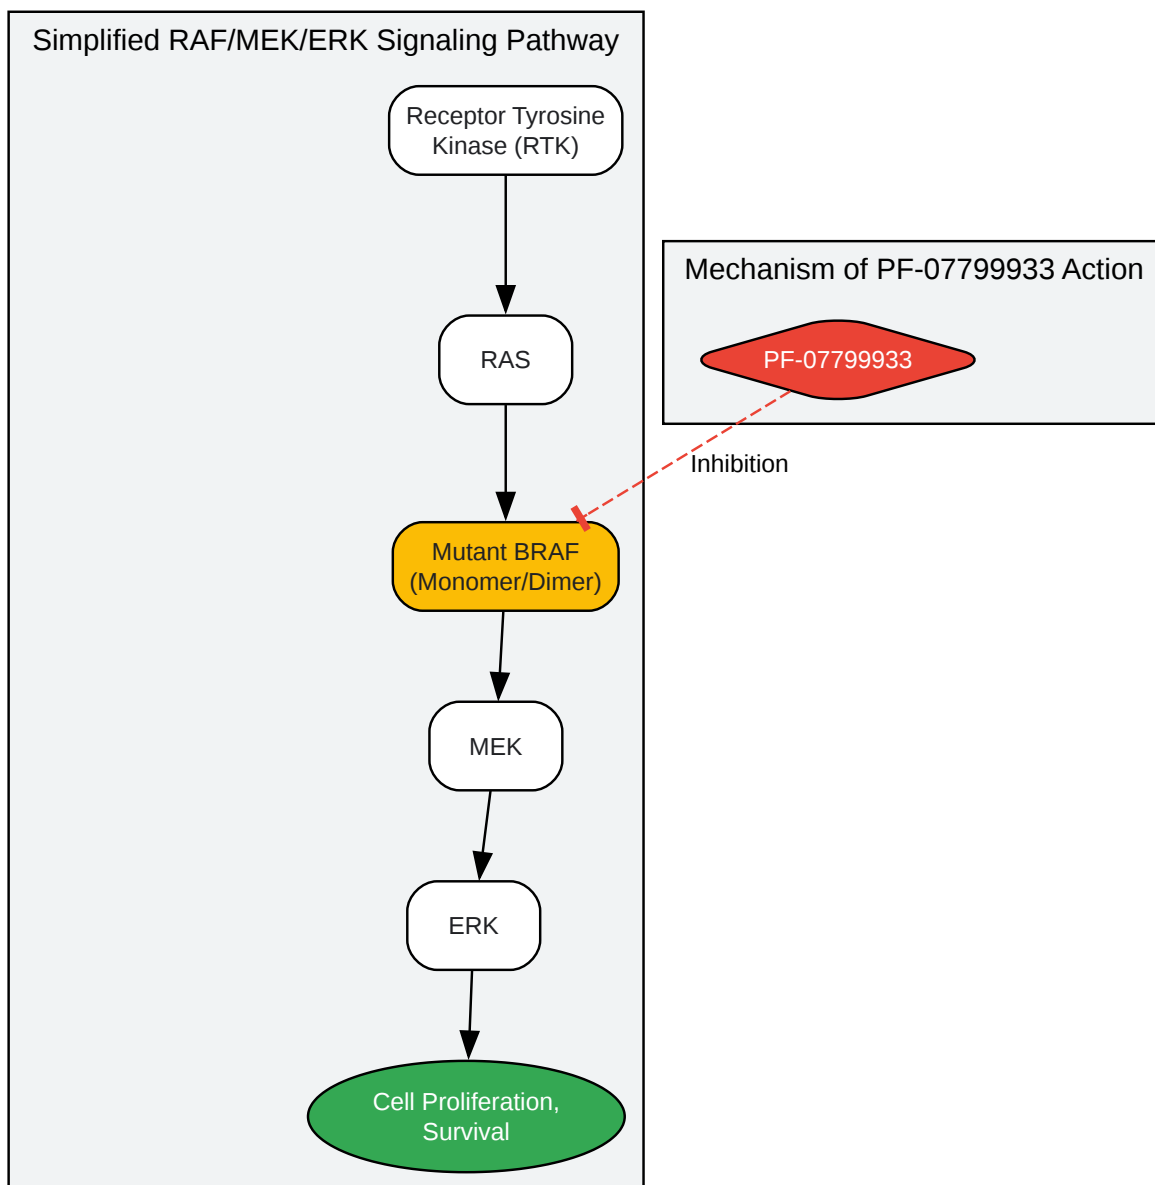 Simplified RAF/MEK/ERK Signaling Pathway
Receptor Tyrosine
Kinase (RTK)
RAS
Mechanism of PF-07799933 Action
PF-07799933
Inhibition
Mutant BRAF
(Monomer/Dimer)
MEK
ERK
Cell Proliferation,
Survival